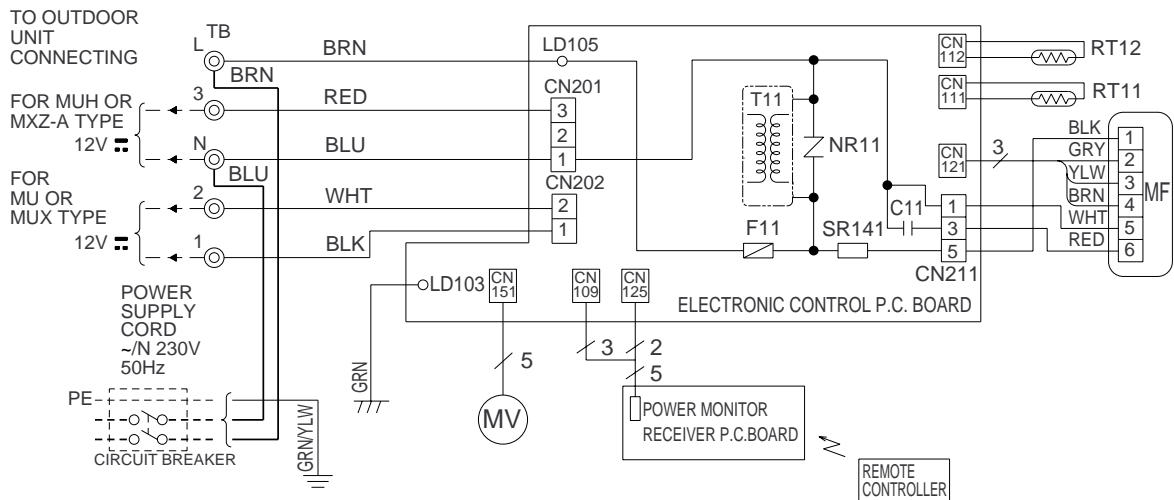 TO OUTDOOR
UNIT
CONNECTING
TB
L
BRN
LD105
BRN
CN
112
RT12
CN
111
RT11
FOR MUH OR
MXZ-A TYPE
12V
3
RED
CN201
3
2
1
T11
NR11
N
BLU
BLU
CN
121
3
BLK
GRY
YLW
BRN
WHT
RED
1
2
3
4
5
6
MF
FOR
MU OR
MUX TYPE
12V
2
WHT
CN202
2
1
1
BLK
F11
SR141
C11
1
3
5
CN211
LD103
CN
151
CN
109
CN
125
ELECTRONIC CONTROL P.C. BOARD
POWER
SUPPLY
CORD
~/N 230V
50Hz
PE
CIRCUIT BREAKER
GRN/YLW
GRN
5
MV
3
2
5
POWER MONITOR
RECEIVER P.C.BOARD
REMOTE
CONTROLLER